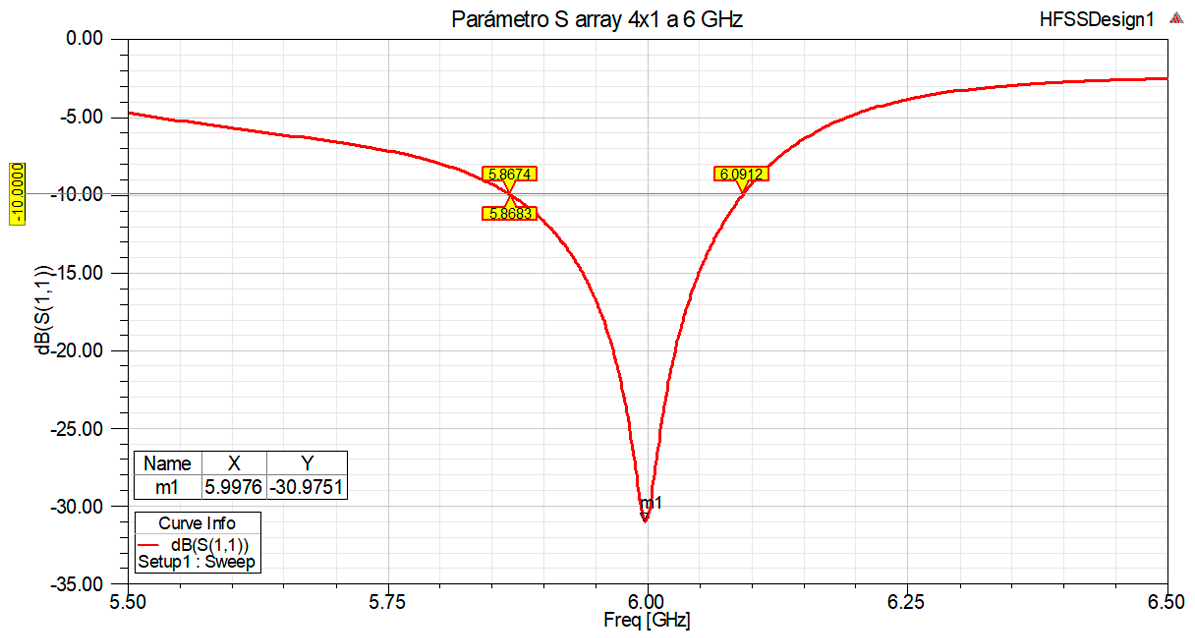 Parámetro S array 4x1 a 6 GHz
HFSSDesign1
0.00
-5.00
-10.00
-15.00
-20.00
-25.00
-30.00
-35.00
-10.0000
dB(S(1,1))
5.8674
5.8683
6.0912
m1
Name X Y
m1 5.9976 -30.9751
Curve Info
dB(S(1,1))
Setup1 : Sweep
5.50 5.75 6.00 6.25 6.50
Freq [GHz]